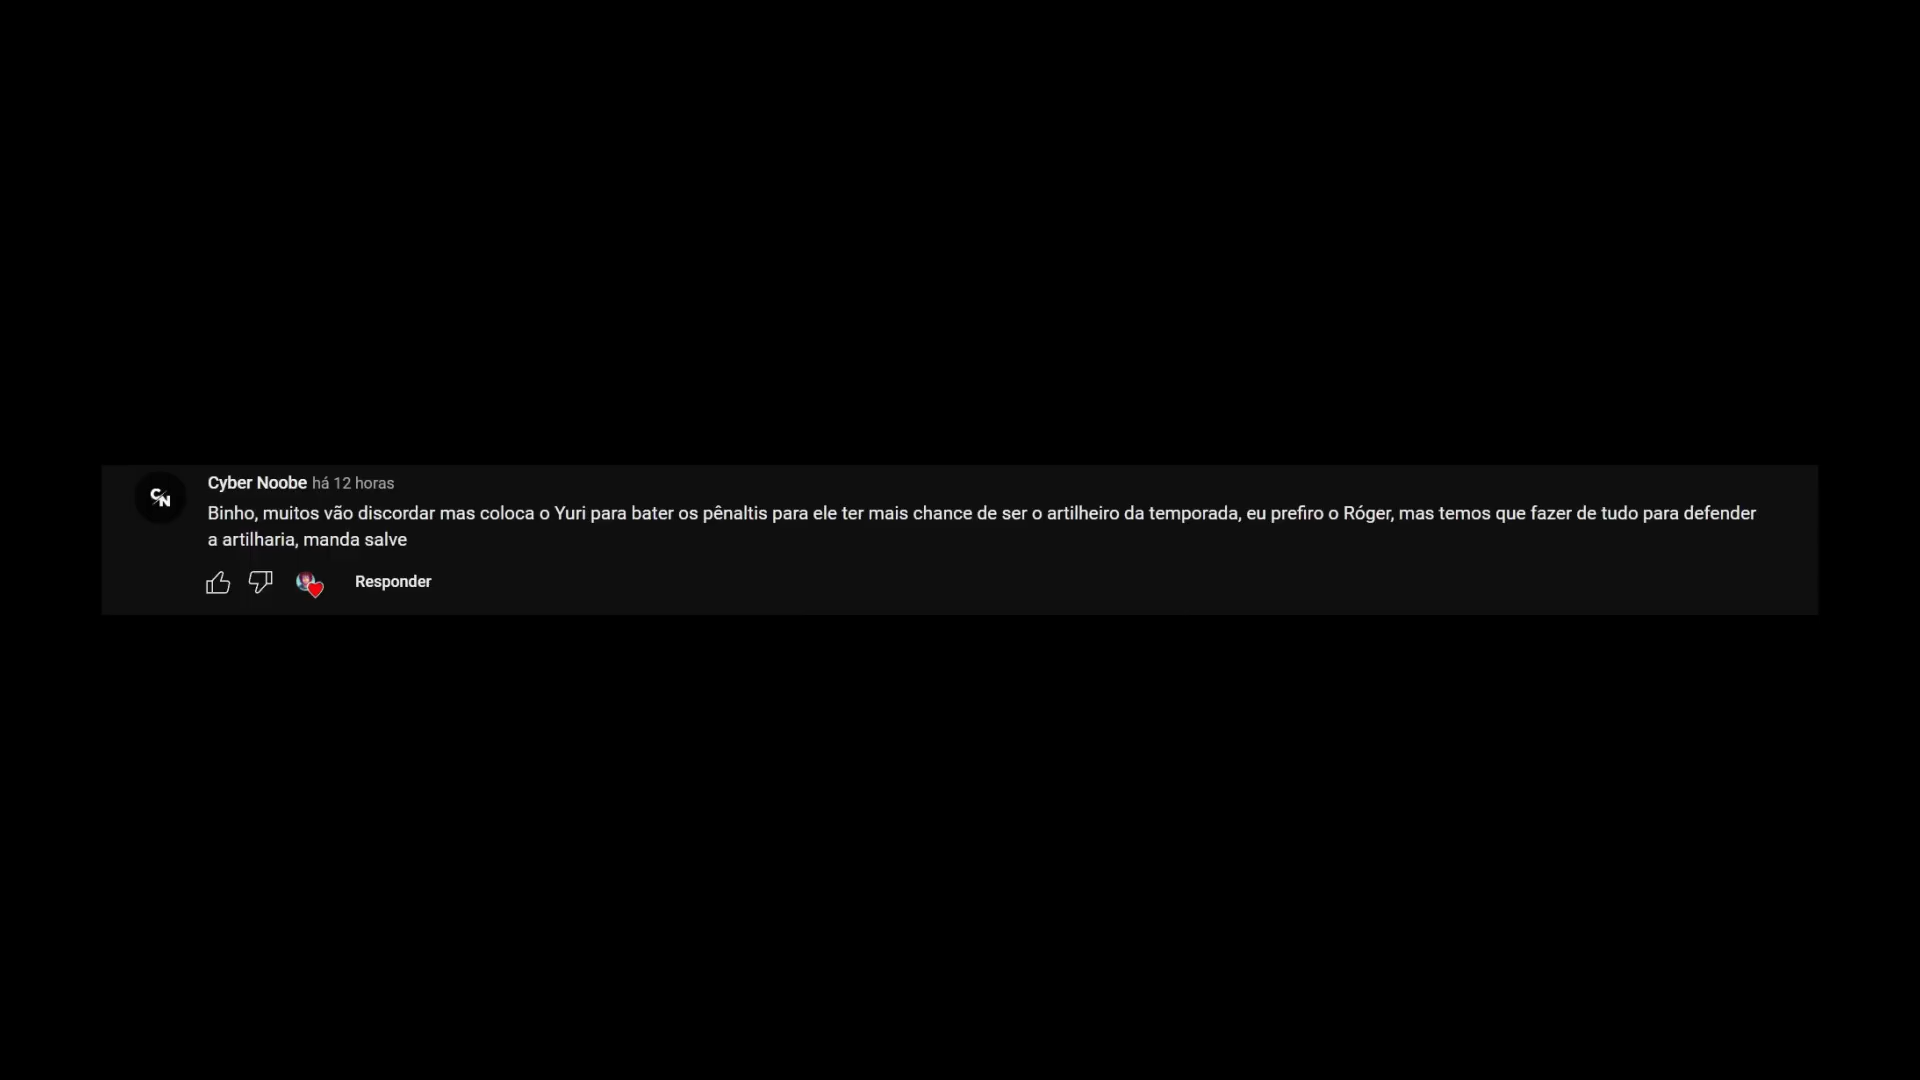 CN
Cyber Noobe há 12 horas
Binho, muitos vão discordar mas coloca o Yuri para bater os pênaltis para ele ter mais chance de ser o artilheiro da temporada, eu prefiro o Róger, mas temos que fazer de tudo para defender
a artilharia, manda salve
Responder